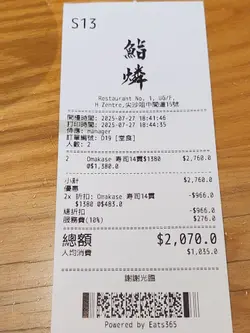 S13
鮨燐
Restaurant No. 1, UG/F,
H Zentre,尖沙咀中間道15號
開檯時間: 2025-07-27 18:41:46
打印時間: 2025-07-27 18:44:35
侍應: manager
訂單編號: D19 [堂食]
人數: 2
2 Omakase 寿司14貫$1380 $2,760.0
@$1,380.0
小計 $2,760.0
優惠
2x 折扣: Omakase 寿司14貫 -$966.0
$1380 @$483.0
總折扣 -$966.0
服務費(10%) $276.0
總額 $2,070.0
人均消費 $1,035.0
謝謝光臨
Powered by Eats365